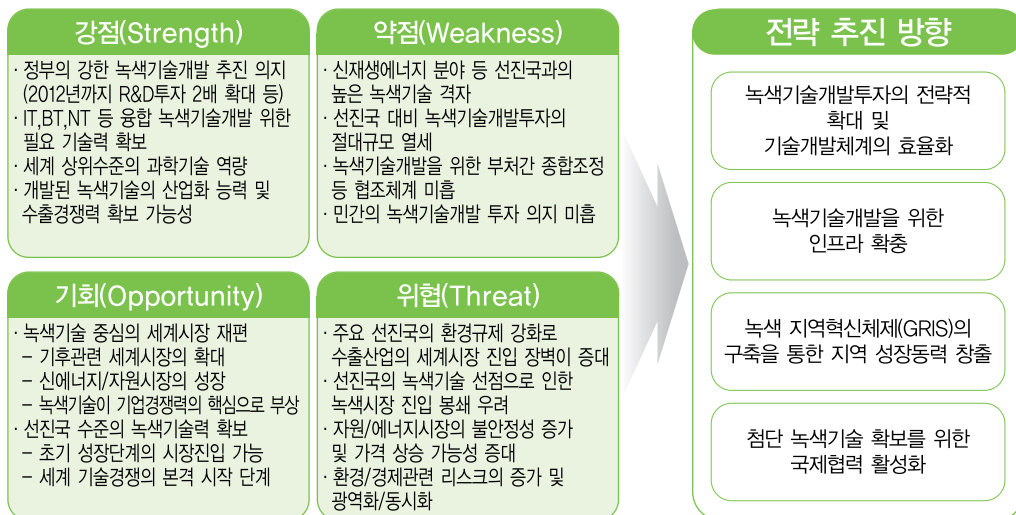 강점(Strength)
· 정부의 강한 녹색기술개발 추진 의지
(2012년까지 R&D투자 2배 확대 등)
· IT,BT,NT 등 융합 녹색기술개발 위한
필요 기술력 확보
· 세계 상위수준의 과학기술 역량
· 개발된 녹색기술의 산업화 능력 및
수출경쟁력 확보 가능성
약점(Weakness)
· 신재생에너지 분야 등 선진국과의
높은 녹색기술 격자
· 선진국 대비 녹색기술개발투자의
절대규모 열세
· 녹색기술개발을 위한 부처간 종합조정
등 협조체계 미흡
· 민간의 녹색기술개발 투자 의지 미흡
기회(Opportunity)
· 녹색기술 중심의 세계시장 재편
– 기후관련 세계시장의 확대
– 신에너지/자원시장의 성장
– 녹색기술이 기업경쟁력의 핵심으로 부상
· 선진국 수준의 녹색기술력 확보
– 초기 성장단계의 시장진입 가능
– 세계 기술경쟁의 본격 시작 단계
위협(Threat)
· 주요 선진국의 환경규제 강화로
수출산업의 세계시장 진입 장벽이 증대
· 선진국의 녹색기술 선점으로 인한
녹색시장 진입 봉쇄 우려
· 자원/에너지시장의 불안정성 증가
및 가격 상승 가능성 증대
· 환경/경제관련 리스크의 증가 및
광역화/동시화
전략 추진 방향
녹색기술개발투자의 전략적
확대 및
기술개발체계의 효율화
녹색기술개발을 위한
인프라 확충
녹색 지역혁신체제(GRIS)의
구축을 통한 지역 성장동력 창출
첨단 녹색기술 확보를 위한
국제협력 활성화